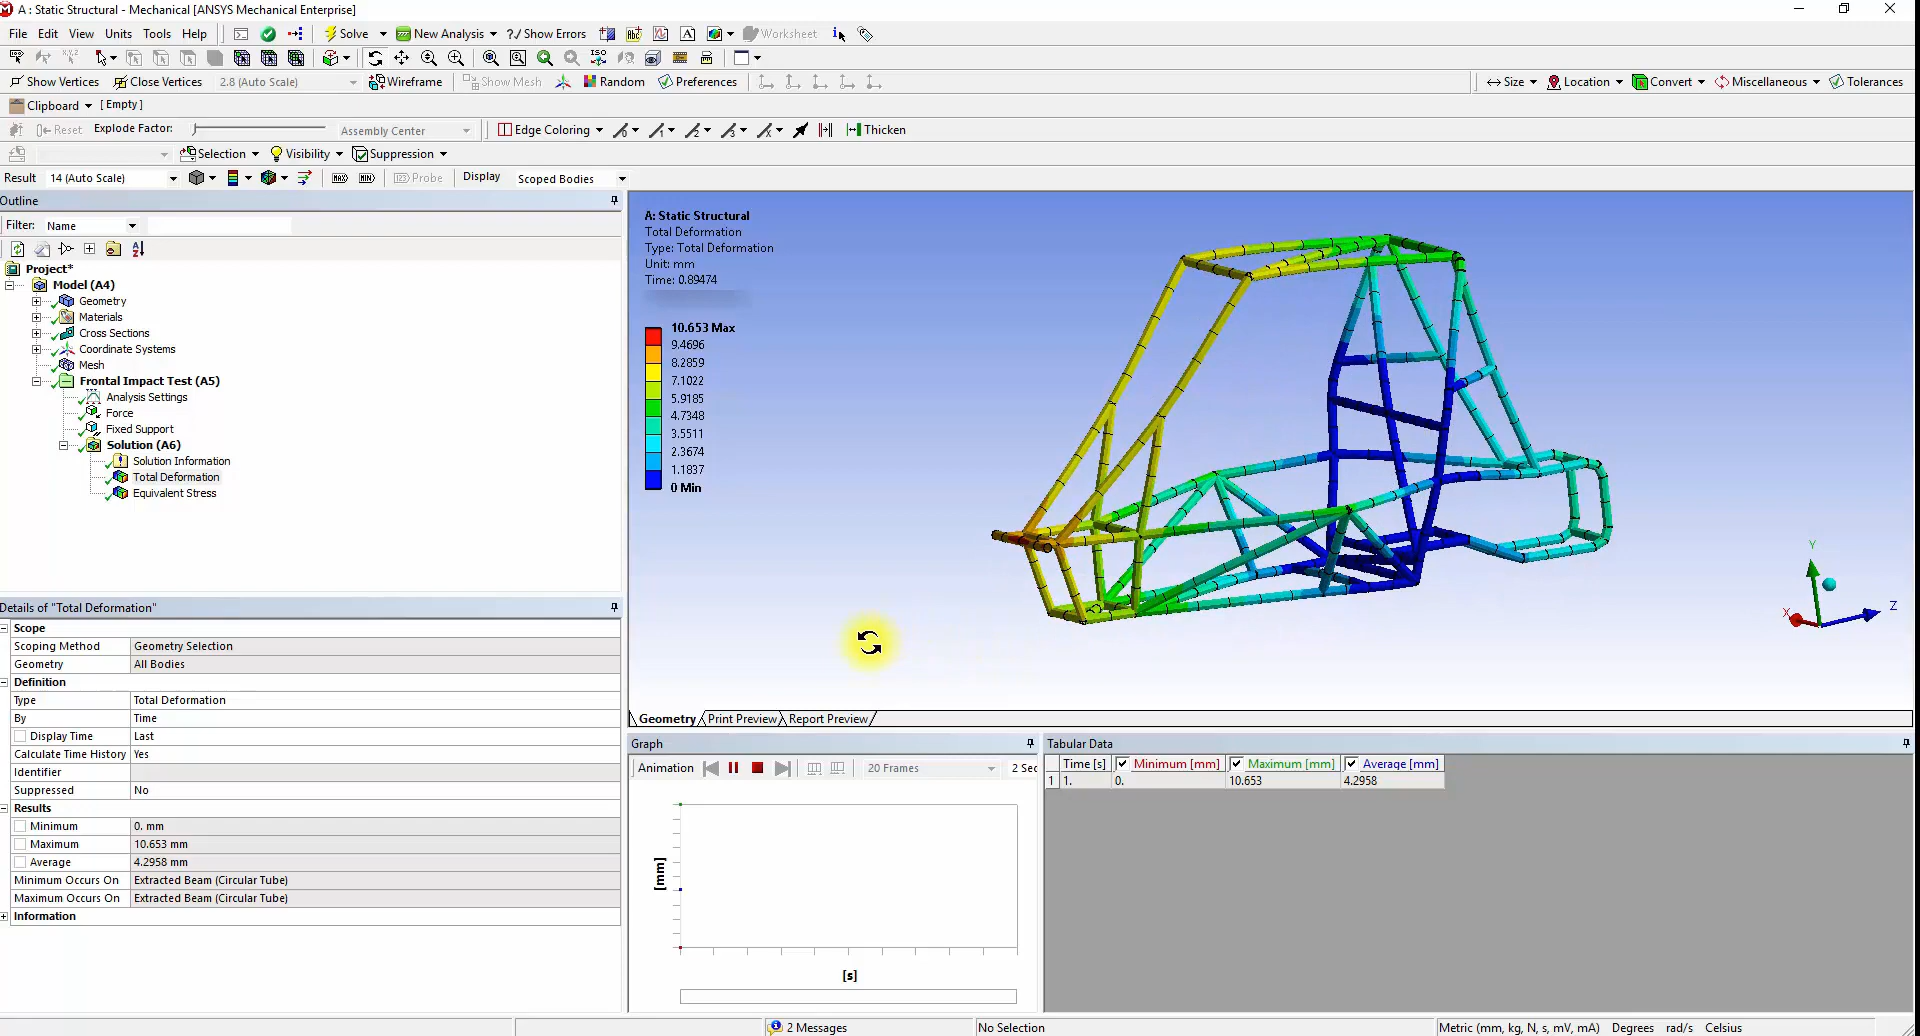 A : Static Structural - Mechanical [ANSYS Mechanical Enterprise]
File Edit View Units Tools Help Solve New Analysis ?/ Show Errors Worksheet
Show Vertices Close Vertices 2.8 (Auto Scale) Wireframe Show Mesh Random Preferences Size Location Convert Miscellaneous Tolerances
Clipboard [ Empty ]
Reset Explode Factor: Assembly Center Edge Coloring Thicken
Selection Visibility Suppression
Result 14 (Auto Scale) MAX MIN Probe Display Scoped Bodies
Outline
Filter: Name
Project*
Model (A4)
Geometry
Materials
Cross Sections
Coordinate Systems
Mesh
Frontal Impact Test (A5)
Analysis Settings
Force
Fixed Support
Solution (A6)
Solution Information
Total Deformation
Equivalent Stress
A: Static Structural
Total Deformation
Type: Total Deformation
Unit: mm
Time: 0.89474
10.653 Max
9.4696
8.2859
7.1022
5.9185
4.7348
3.5511
2.3674
1.1837
0 Min
Y
X
Z
Details of "Total Deformation"
Scope
Scoping Method Geometry Selection
Geometry All Bodies
Definition
Type Total Deformation
By Time
Display Time Last
Calculate Time History Yes
Identifier
Suppressed No
Results
Minimum 0. mm
Maximum 10.653 mm
Average 4.2958 mm
Minimum Occurs On Extracted Beam (Circular Tube)
Maximum Occurs On Extracted Beam (Circular Tube)
Information
Geometry Print Preview Report Preview
Graph
Animation 20 Frames 2 Sec
[mm]
[s]
Tabular Data
Time [s] Minimum [mm] Maximum [mm] Average [mm]
1 1. 0. 10.653 4.2958
2 Messages No Selection Metric (mm, kg, N, s, mV, mA) Degrees rad/s Celsius